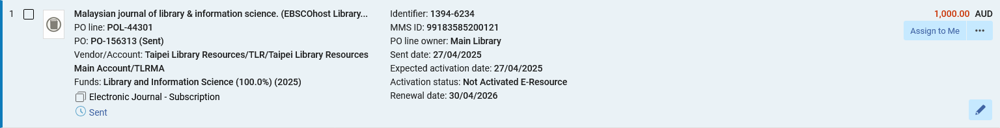 1
Malaysian journal of library & information science. (EBSCOhost Library...
PO line: POL-44301
PO: PO-156313 (Sent)
Vendor/Account: Taipei Library Resources/TLR/Taipei Library Resources
Main Account/TLRMA
Funds: Library and Information Science (100.0%) (2025)
Electronic Journal - Subscription
Sent
Identifier: 1394-6234
MMS ID: 99183585200121
PO line owner: Main Library
Sent date: 27/04/2025
Expected activation date: 27/04/2025
Activation status: Not Activated E-Resource
Renewal date: 30/04/2026
1,000.00 AUD
Assign to Me